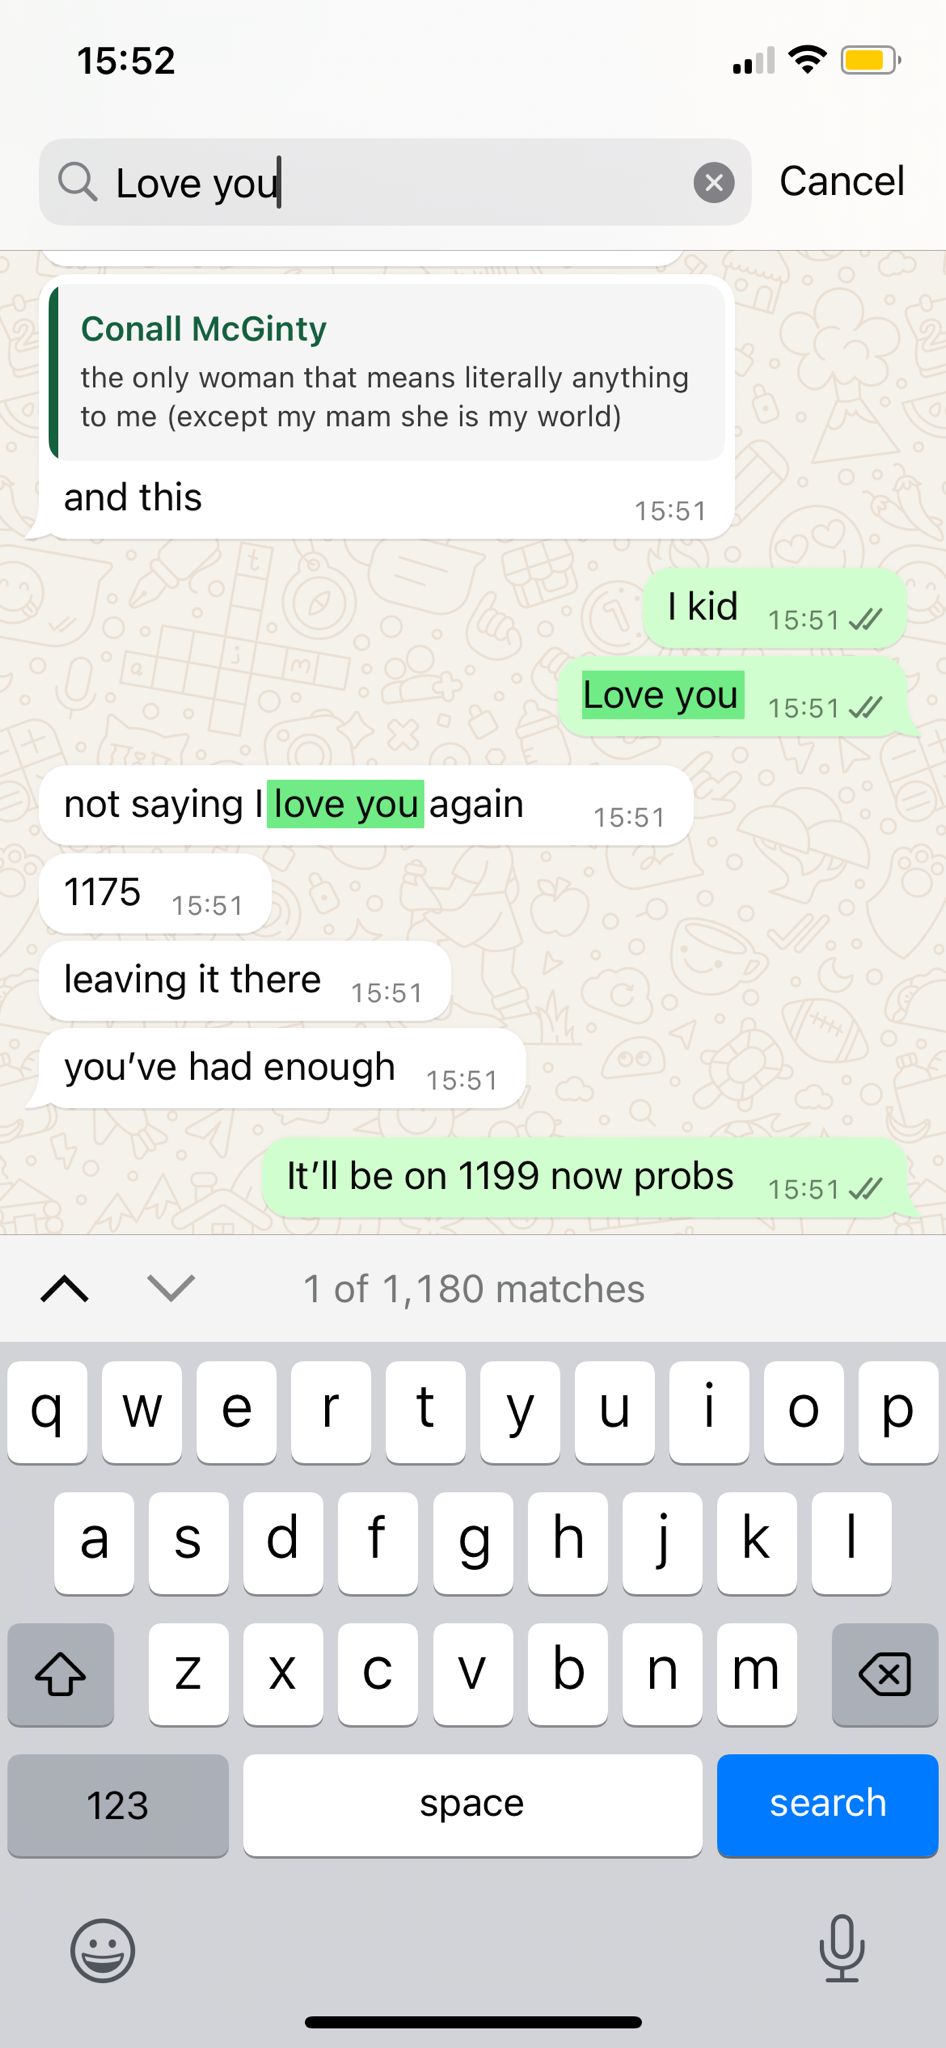 15:52
Love you
Cancel
Conall McGinty
the only woman that means literally anything
to me (except my mam she is my world)
and this
15:51
I kid 15:51
Love you 15:51
not saying I love you again 15:51
1175 15:51
leaving it there 15:51
you’ve had enough 15:51
It’ll be on 1199 now probs 15:51
1 of 1,180 matches
q w e r t y u i o p
a s d f g h j k l
z x c v b n m
123 space search